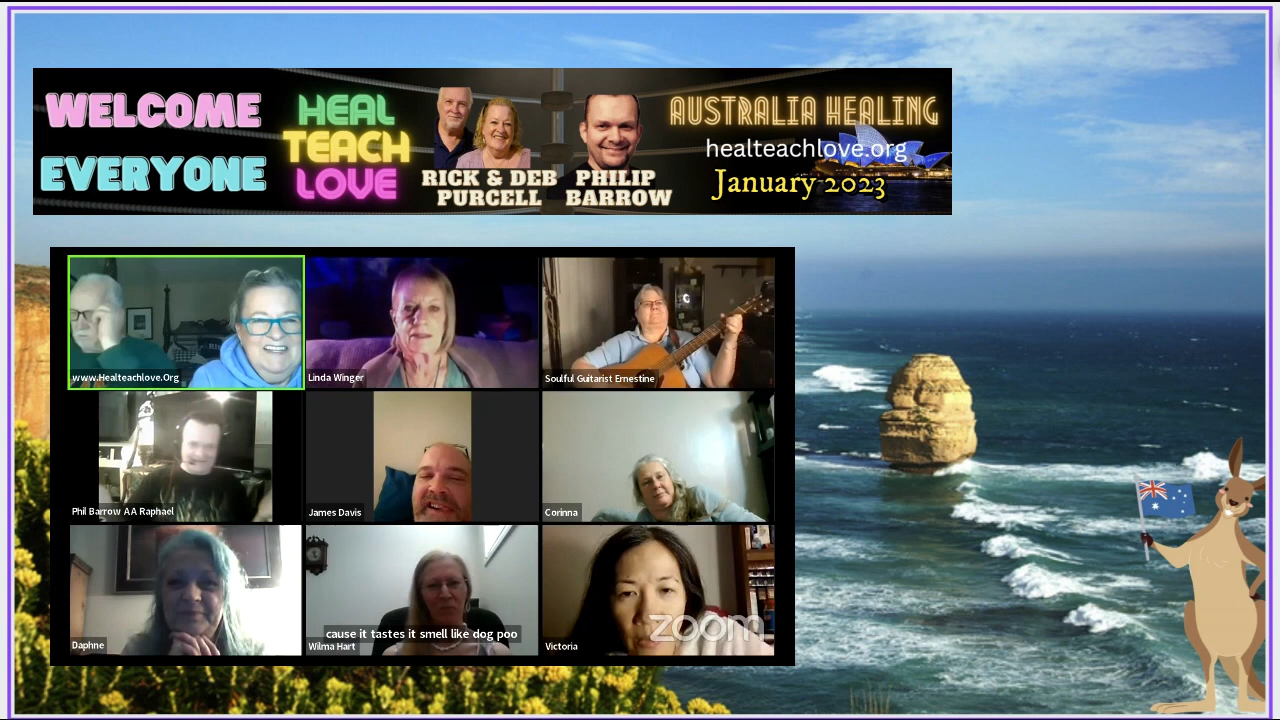 WELCOME
EVERYONE
HEAL
TEACH
LOVE
RICK & DEB
PURCELL
PHILIP
BARROW
AUSTRALIA HEALING
healteachlove.org
January 2023
www.Healteachlove.Org
Linda Winger
Soulful Guitarist Ernestine
Phil Barrow AA Raphael
James Davis
Corinna
Daphne
cause it tastes it smell like dog poo
Wilma Hart
zoom
Victoria